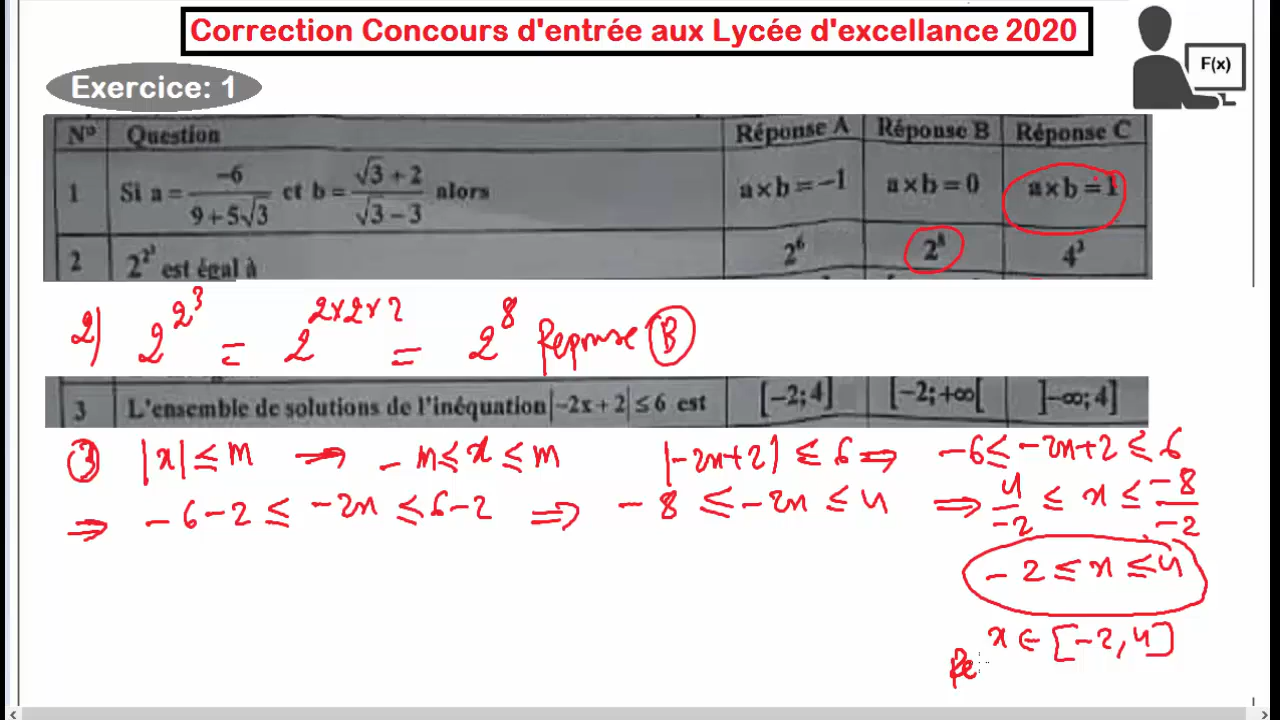 Correction Concours d'entrée aux Lycée d'excellance 2020
F(x)
Exercice: 1
N° Question Réponse A Réponse B Réponse C
1 Si a = -6 / 9 + 5√3 et b = √3 + 2 / √3 - 3 alors a × b = -1 a × b = 0 a × b = 1
2 2^2^3 est égal à 2^6 2^8 4^3
2) 2^2^3 = 2^2×2×2 = 2^8 Reponse B
3 L'ensemble de solutions de l'inéquation |-2x + 2| ≤ 6 est [-2; 4] [-2; +∞[ ]-∞; 4]
③ |x| ≤ m → - m ≤ x ≤ m |-2x+2| ≤ 6 ⇒ -6 ≤ -2x+2 ≤ 6
⇒ -6-2 ≤ -2x ≤ 6-2 ⇒ -8 ≤ -2x ≤ 4 ⇒ 4/-2 ≤ x ≤ -8/-2
-2 ≤ x ≤ 4
x ∈ [-2, 4]
Re